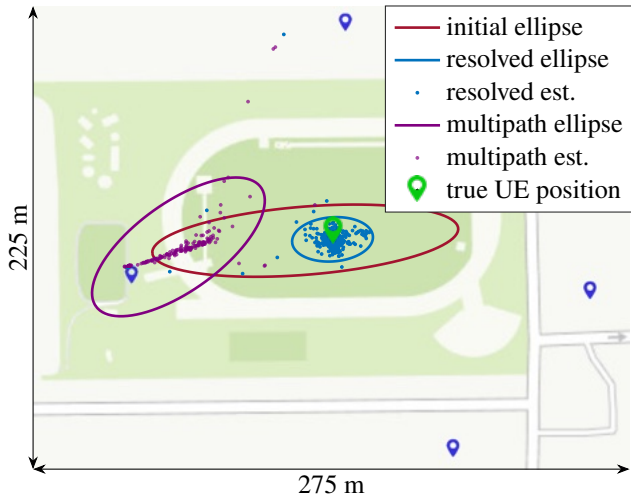 initial ellipse
resolved ellipse
resolved est.
multipath ellipse
multipath est.
true UE position
225 m
275 m